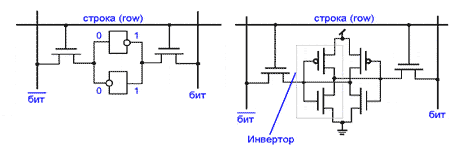 строка (row)
0 1
0 1
бит
бит
строка (row)
бит
бит
Инвертор